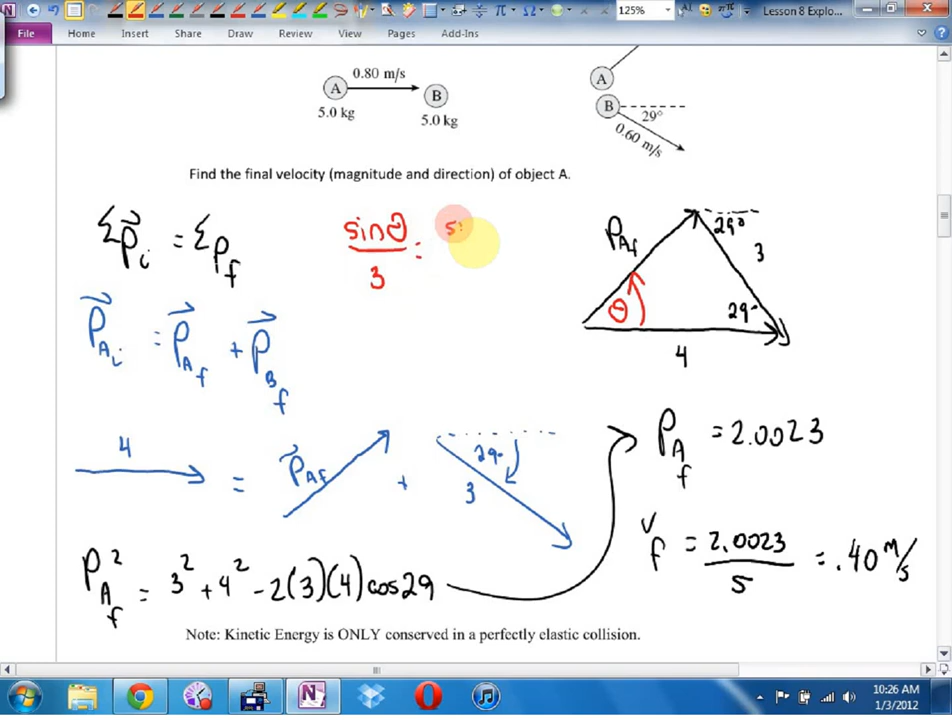 125% Lesson 8 Explo...
File Home Insert Share Draw Review View Pages Add-Ins
0.80 m/s
A B
5.0 kg 5.0 kg
A
B 29°
0.60 m/s
Find the final velocity (magnitude and direction) of object A.
Σp⃗i = Σpf
sinθ/3 = s
PAf 29° 3
θ 29°
4
P⃗Ai = P⃗Af + P⃗Bf
4 = P⃗Af + 29° 3
PAf = 2.0023
vf = 2.0023/5 = .40 m/s
PAf² = 3² + 4² - 2(3)(4)cos29
Note: Kinetic Energy is ONLY conserved in a perfectly elastic collision.
10:26 AM
1/3/2012